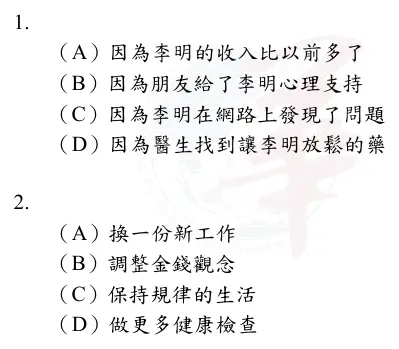 1.
（A）因為李明的收入比以前多了
（B）因為朋友給了李明心理支持
（C）因為李明在網路上發現了問題
（D）因為醫生找到讓李明放鬆的藥
2.
（A）換一份新工作
（B）調整金錢觀念
（C）保持規律的生活
（D）做更多健康檢查